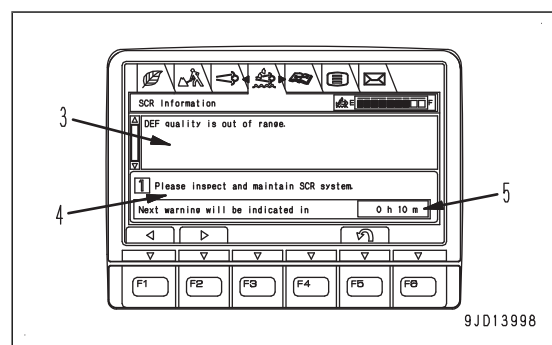 SCR Information
E F
DEF quality is out of range.
1 Please inspect and maintain SCR system.
Next warning will be indicated in 0 h 10 m
3
4
5
F1 F2 F3 F4 F5 F6
9JD13998